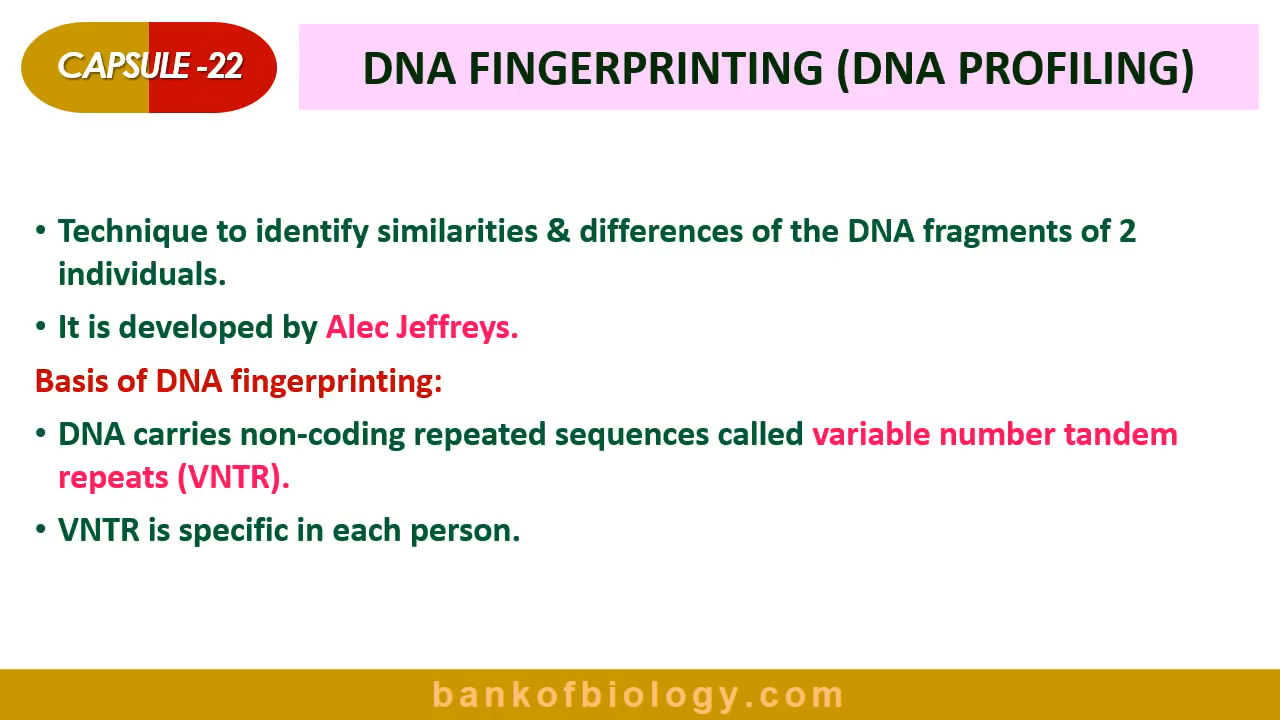 CAPSULE -22
DNA FINGERPRINTING (DNA PROFILING)
• Technique to identify similarities & differences of the DNA fragments of 2
individuals.
• It is developed by Alec Jeffreys.
Basis of DNA fingerprinting:
• DNA carries non-coding repeated sequences called variable number tandem
repeats (VNTR).
• VNTR is specific in each person.
bankofbiology.com